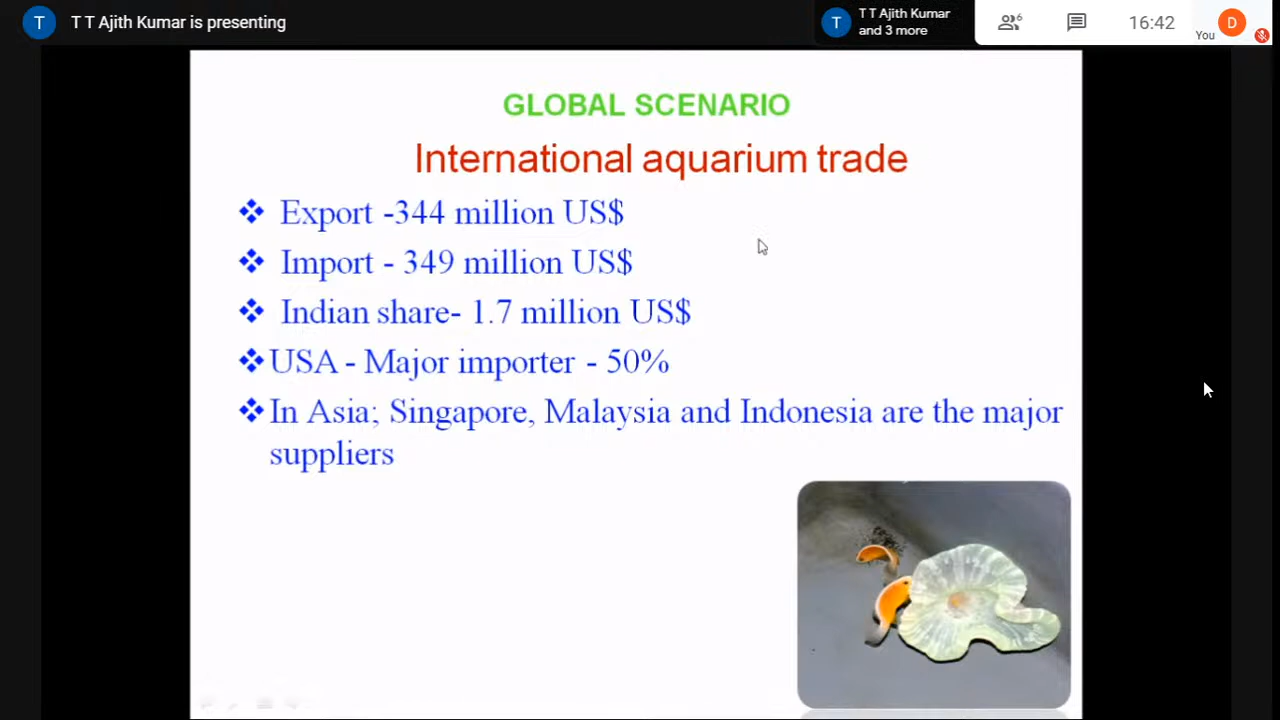 T T T Ajith Kumar is presenting
T T T Ajith Kumar
and 3 more
6
16:42
You
D
GLOBAL SCENARIO
International aquarium trade
❖ Export -344 million US$
❖ Import - 349 million US$
❖ Indian share- 1.7 million US$
❖ USA - Major importer - 50%
❖ In Asia; Singapore, Malaysia and Indonesia are the major
suppliers